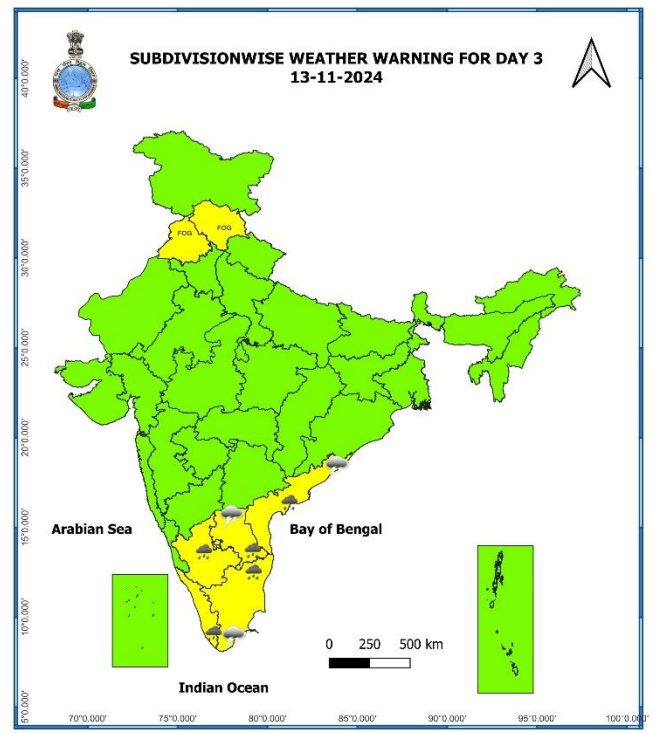 SUBDIVISIONWISE WEATHER WARNING FOR DAY 3
13-11-2024
40°0.000'
35°0.000'
FOG
FOG
30°0.000'
25°0.000'
20°0.000'
Arabian Sea
Bay of Bengal
15°0.000'
10°0.000'
0 250 500 km
Indian Ocean
5°0.000'
70°0.000' 75°0.000' 80°0.000' 85°0.000' 90°0.000' 95°0.000' 100°0.000'